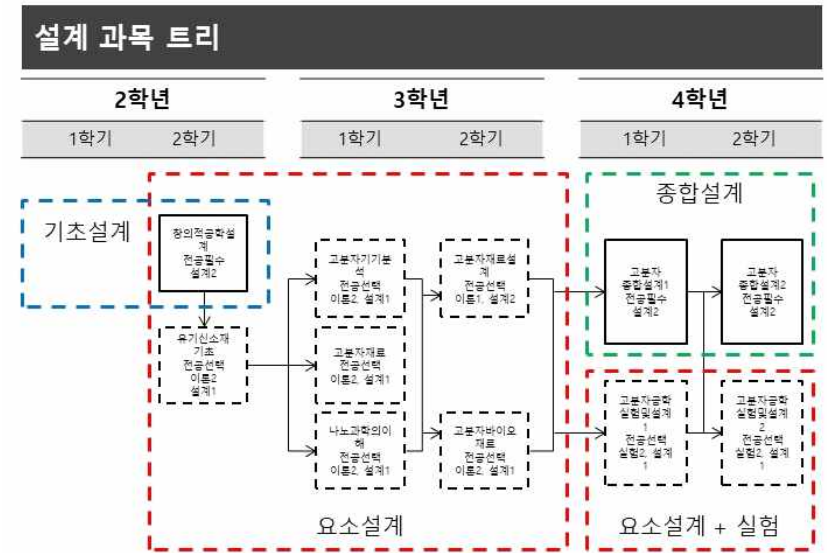 설계 과목 트리
2학년
3학년
4학년
1학기
2학기
1학기
2학기
1학기
2학기
기초설계
창의적공학설
계
전공필수
설계2
유기신소재
기초
전공선택
이론2
설계1
고분자기기분
석
전공선택
이론2, 설계1
고분자재료
전공선택
이론2, 설계1
나노과학의이
해
전공선택
이론2, 설계1
고분자재료설
계
전공선택
이론1, 설계2
고분자바이오
재료
전공선택
이론2, 설계1
요소설계
종합설계
고분자
종합설계1
전공필수
설계2
고분자
종합설계2
전공필수
설계2
고분자공학
실험및설계
1
전공선택
실험2, 설계
1
고분자공학
실험및설계
2
전공선택
실험2, 설계
1
요소설계 + 실험